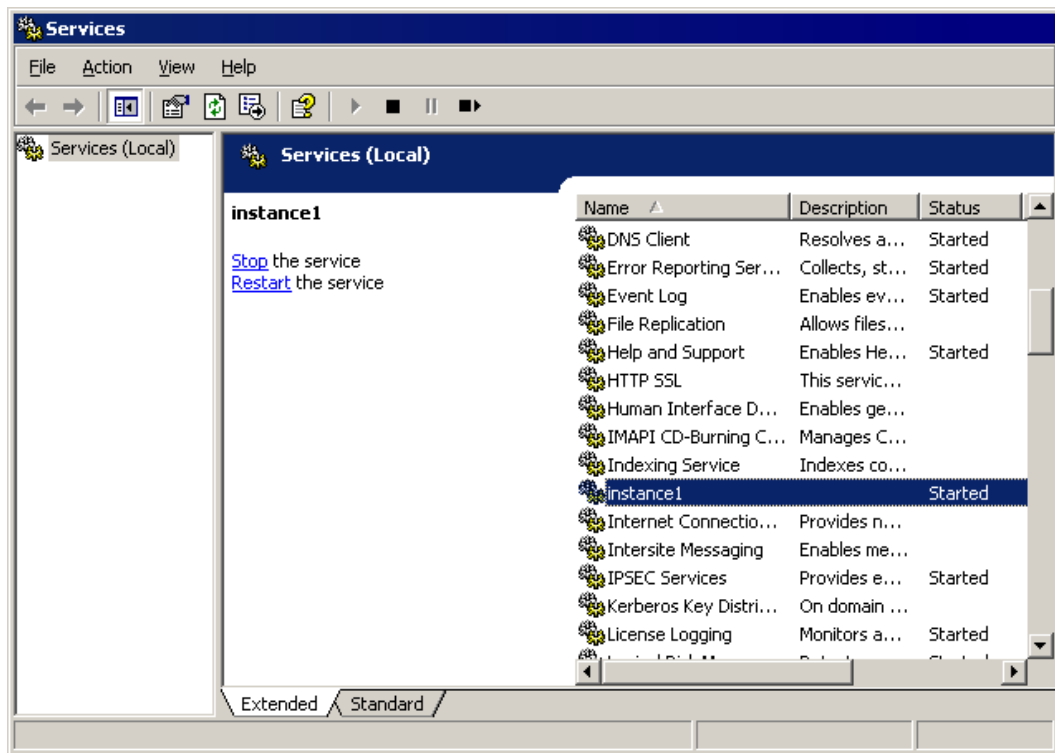 Services
File Action View Help
Services (Local)
Services (Local)
instance1
Stop the service
Restart the service
Name Description Status
DNS Client Resolves a... Started
Error Reporting Ser... Collects, st... Started
Event Log Enables ev... Started
File Replication Allows files...
Help and Support Enables He... Started
HTTP SSL This servic...
Human Interface D... Enables ge...
IMAPI CD-Burning C... Manages C...
Indexing Service Indexes co...
instance1 Started
Internet Connectio... Provides n...
Intersite Messaging Enables me...
IPSEC Services Provides e... Started
Kerberos Key Distri... On domain ...
License Logging Monitors a... Started
Extended Standard